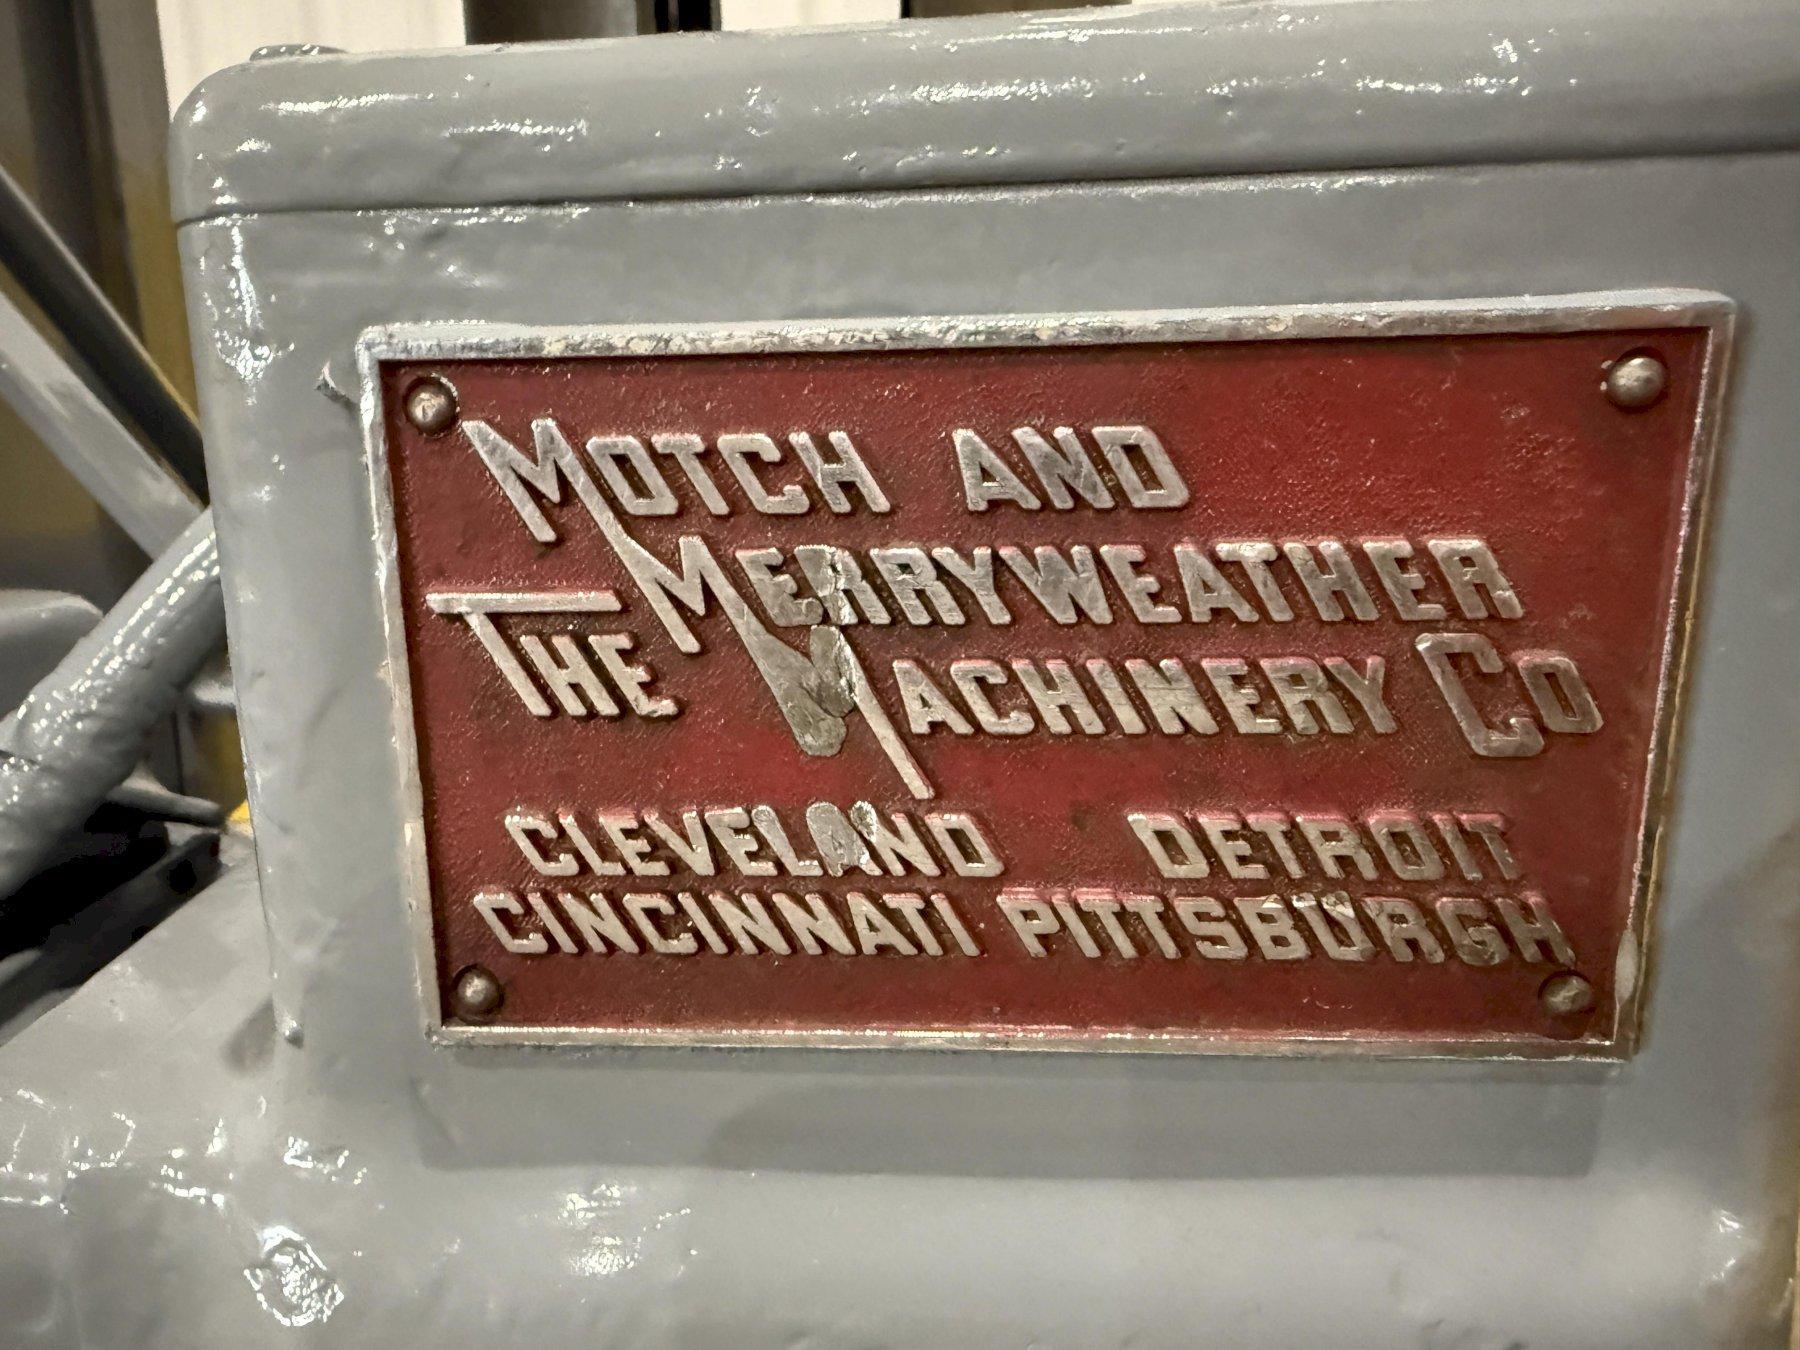 MOTCH AND
THE MERRYWEATHER
MACHINERY CO
CLEVELAND DETROIT
CINCINNATI PITTSBURGH